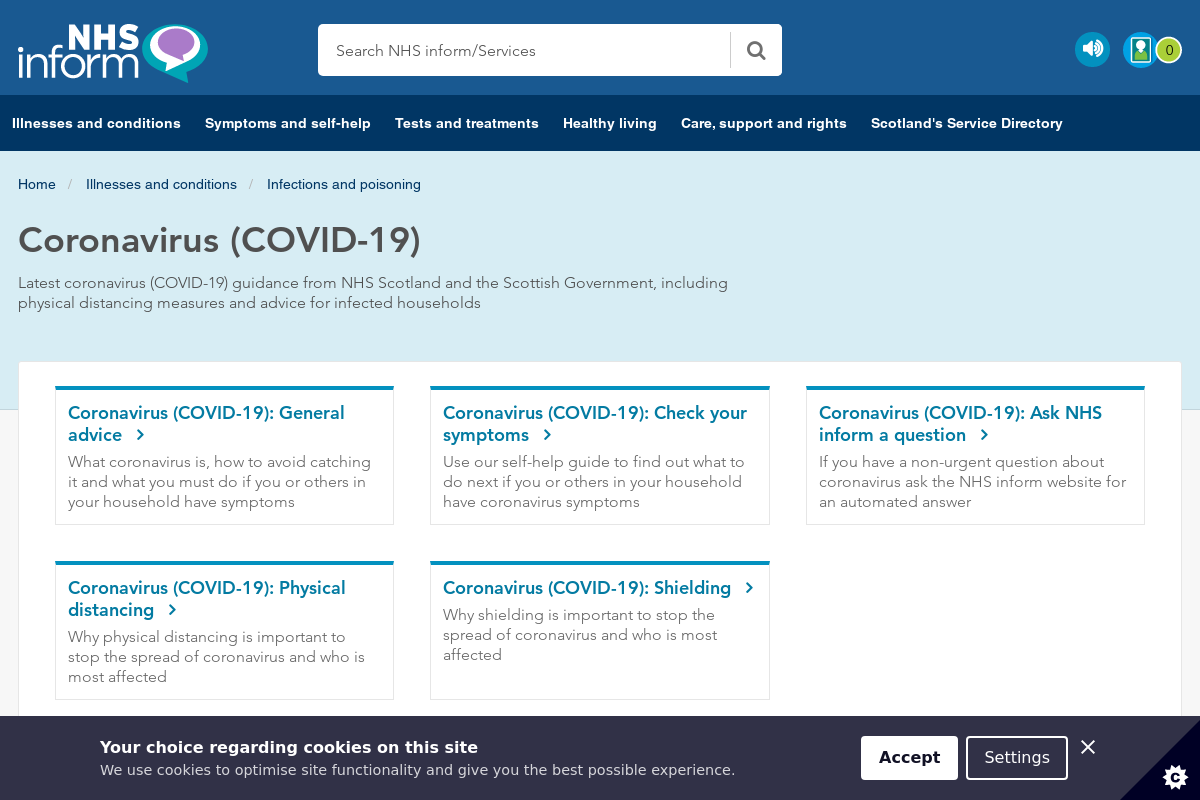 NHS
inform
Search NHS inform/Services
0
Illnesses and conditions Symptoms and self-help Tests and treatments Healthy living Care, support and rights Scotland's Service Directory
Home / Illnesses and conditions / Infections and poisoning
Coronavirus (COVID-19)
Latest coronavirus (COVID-19) guidance from NHS Scotland and the Scottish Government, including
physical distancing measures and advice for infected households
Coronavirus (COVID-19): General
advice
What coronavirus is, how to avoid catching
it and what you must do if you or others in
your household have symptoms
Coronavirus (COVID-19): Check your
symptoms
Use our self-help guide to find out what to
do next if you or others in your household
have coronavirus symptoms
Coronavirus (COVID-19): Ask NHS
inform a question
If you have a non-urgent question about
coronavirus ask the NHS inform website for
an automated answer
Coronavirus (COVID-19): Physical
distancing
Why physical distancing is important to
stop the spread of coronavirus and who is
most affected
Coronavirus (COVID-19): Shielding
Why shielding is important to stop the
spread of coronavirus and who is most
affected
Your choice regarding cookies on this site
We use cookies to optimise site functionality and give you the best possible experience.
Accept
Settings
C